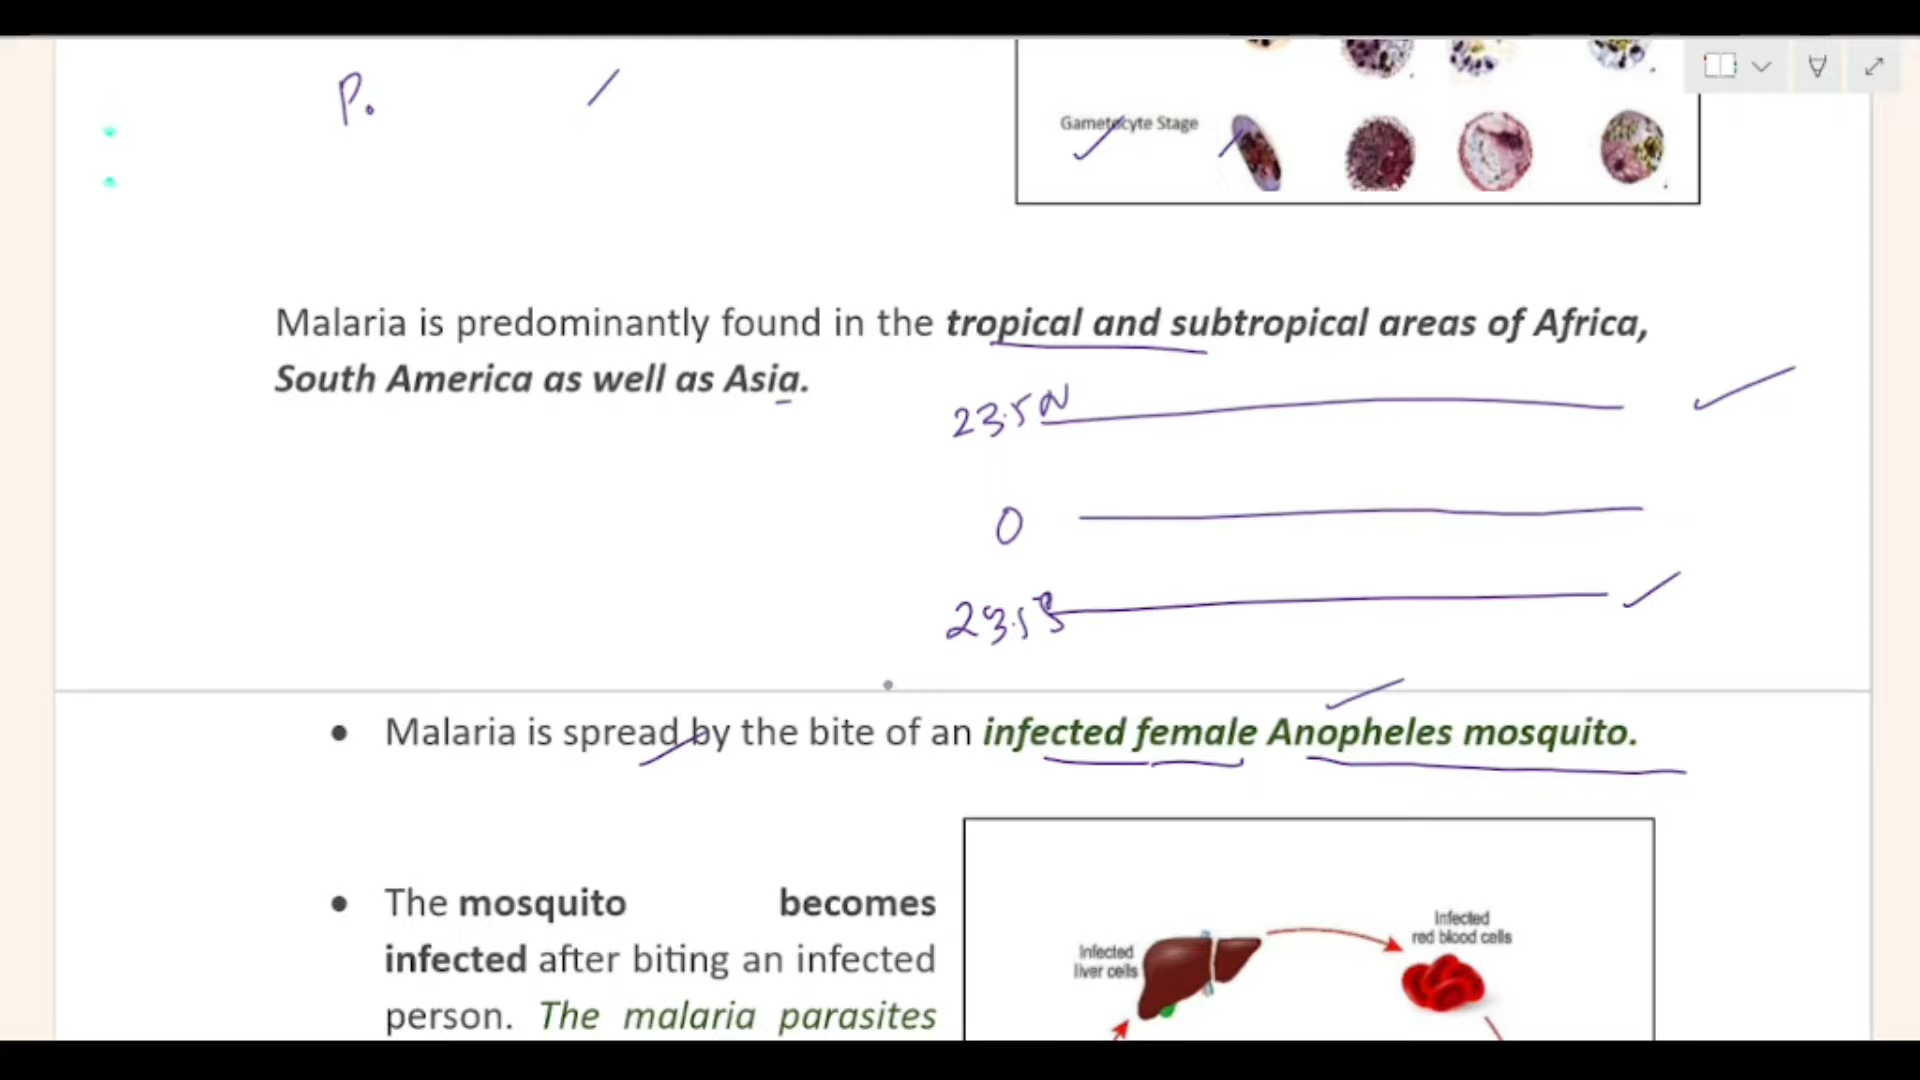 P.
Gametocyte Stage
Malaria is predominantly found in the tropical and subtropical areas of Africa,
South America as well as Asia.
23.5 N
0
23.5 S
• Malaria is spread by the bite of an infected female Anopheles mosquito.
• The mosquito becomes
infected after biting an infected
person. The malaria parasites
Infected
liver cells
Infected
red blood cells